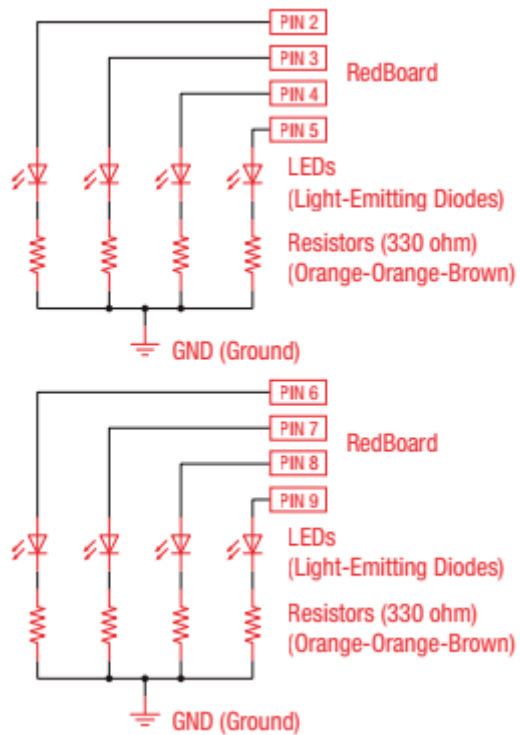 PIN 2
PIN 3
RedBoard
PIN 4
PIN 5
LEDs
(Light-Emitting Diodes)
Resistors (330 ohm)
(Orange-Orange-Brown)
GND (Ground)
PIN 6
PIN 7
RedBoard
PIN 8
PIN 9
LEDs
(Light-Emitting Diodes)
Resistors (330 ohm)
(Orange-Orange-Brown)
GND (Ground)